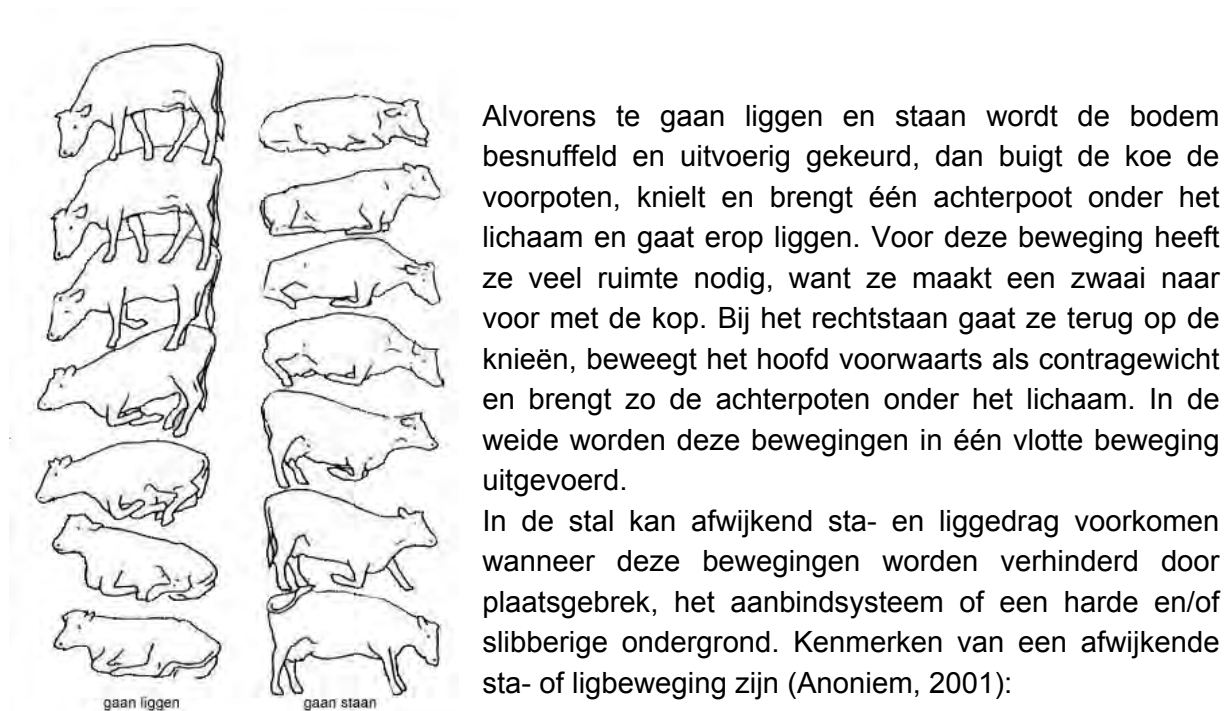 Alvorens te gaan liggen en staan wordt de bodem
besnuffeld en uitvoerig gekeurd, dan buigt de koe de
voorpoten, knielt en brengt één achterpoot onder het
lichaam en gaat erop liggen. Voor deze beweging heeft
ze veel ruimte nodig, want ze maakt een zwaai naar
voor met de kop. Bij het rechtstaan gaat ze terug op de
knieën, beweegt het hoofd voorwaarts als contragewicht
en brengt zo de achterpoten onder het lichaam. In de
weide worden deze bewegingen in één vlotte beweging
uitgevoerd.
In de stal kan afwijkend sta- en liggedrag voorkomen
wanneer deze bewegingen worden verhinderd door
plaatsgebrek, het aanbindsysteem of een harde en/of
slibberige ondergrond. Kenmerken van een afwijkende
sta- of ligbeweging zijn (Anoniem, 2001):
gaan liggen
gaan staan